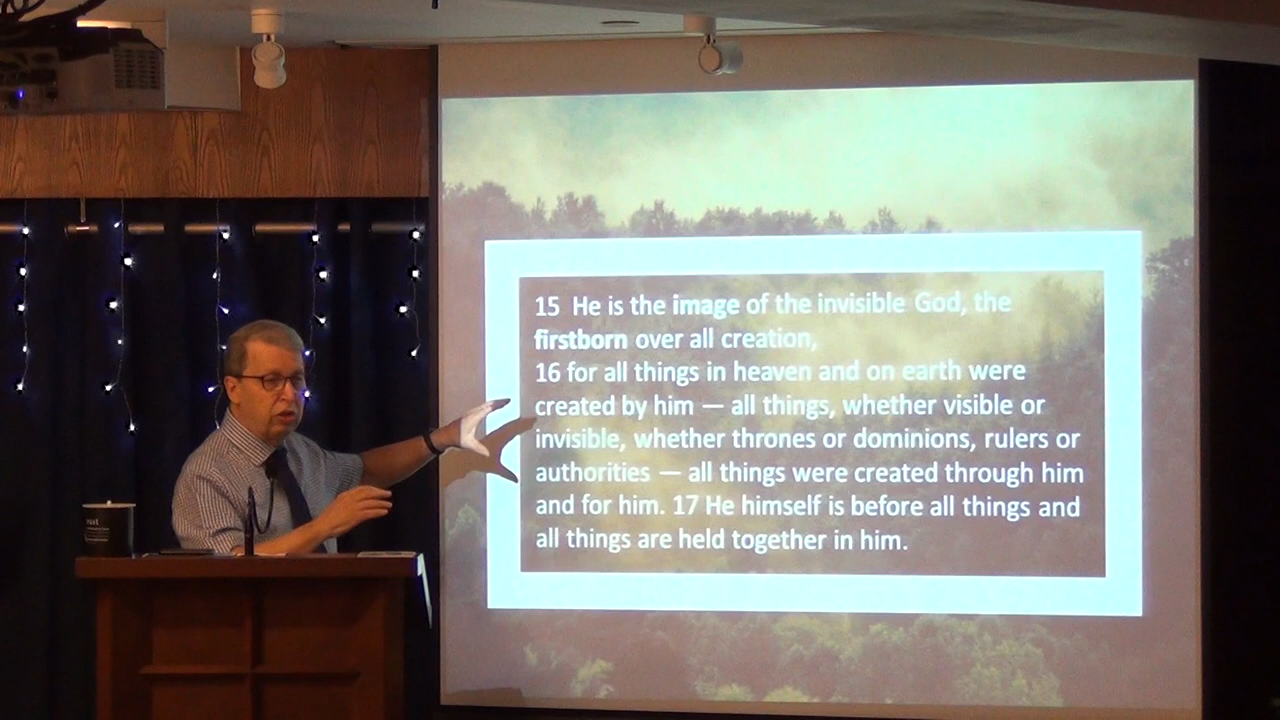 15 He is the image of the invisible God, the
firstborn over all creation,
16 for all things in heaven and on earth were
created by him — all things, whether visible or
invisible, whether thrones or dominions, rulers or
authorities — all things were created through him
and for him. 17 He himself is before all things and
all things are held together in him.